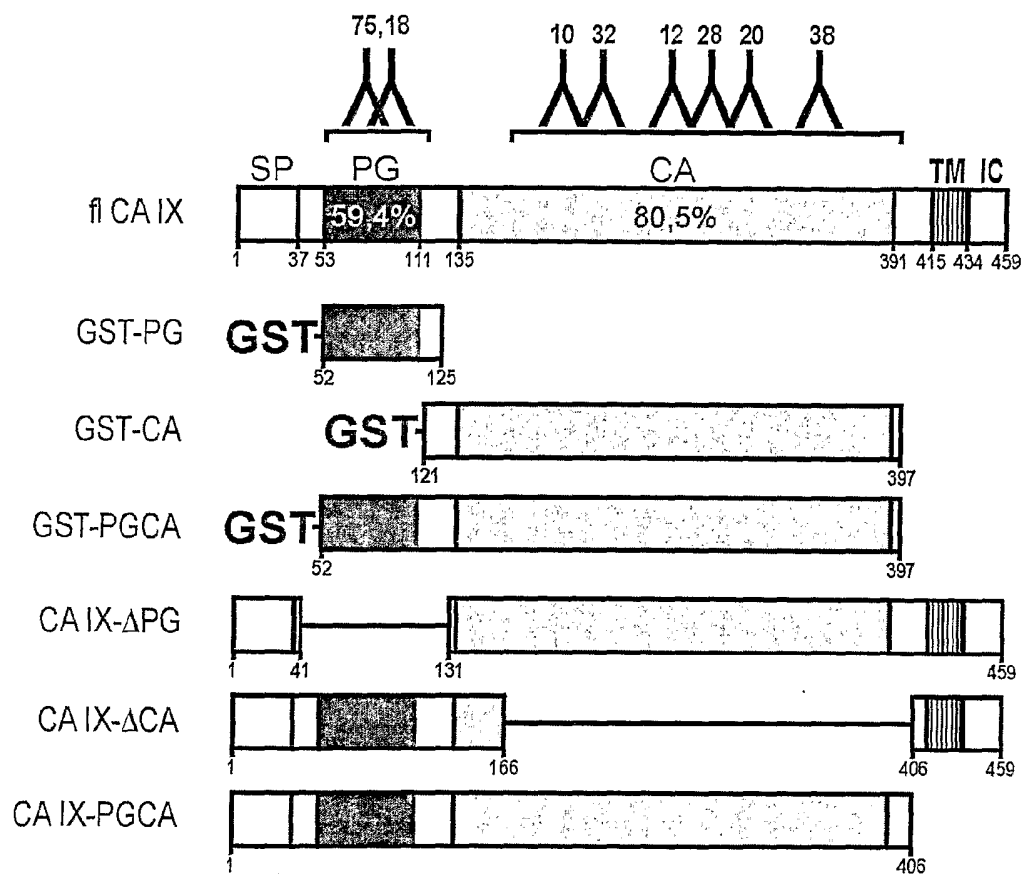 75,18 10 32 12 28 20 38
SP PG CA TM IC
fl CA IX 59,4% 80,5%
1 37 53 111 135 391 415 434 459
GST-PG GST
52 125
GST-CA GST
121 397
GST-PGCA GST
52 397
CA IX-ΔPG
1 41 131 459
CA IX-ΔCA
1 166 406 459
CA IX-PGCA
1 406